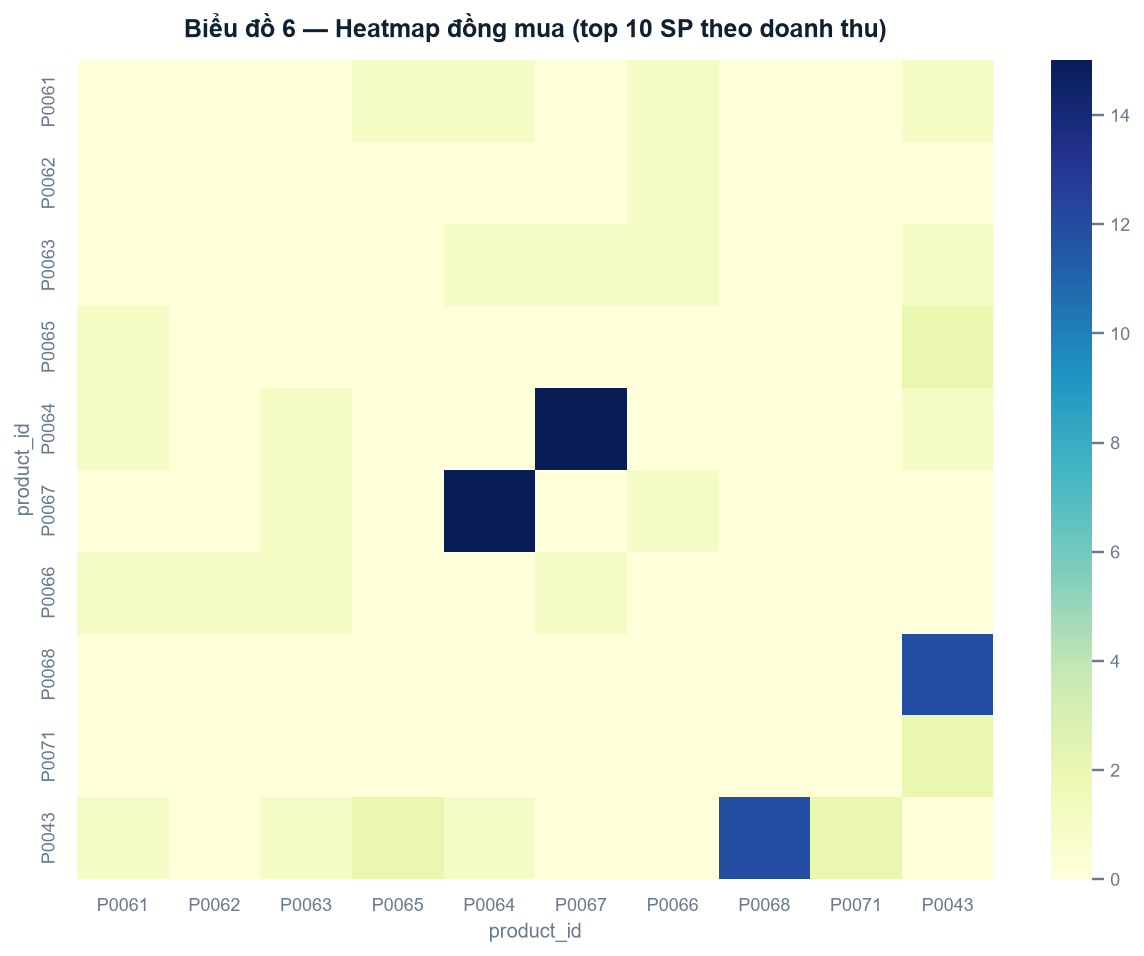 Biểu đồ 6 — Heatmap đồng mua (top 10 SP theo doanh thu)
product_id
P0061
P0062
P0063
P0065
P0064
P0067
P0066
P0068
P0071
P0043
P0061 P0062 P0063 P0065 P0064 P0067 P0066 P0068 P0071 P0043
product_id
14
12
10
8
6
4
2
0